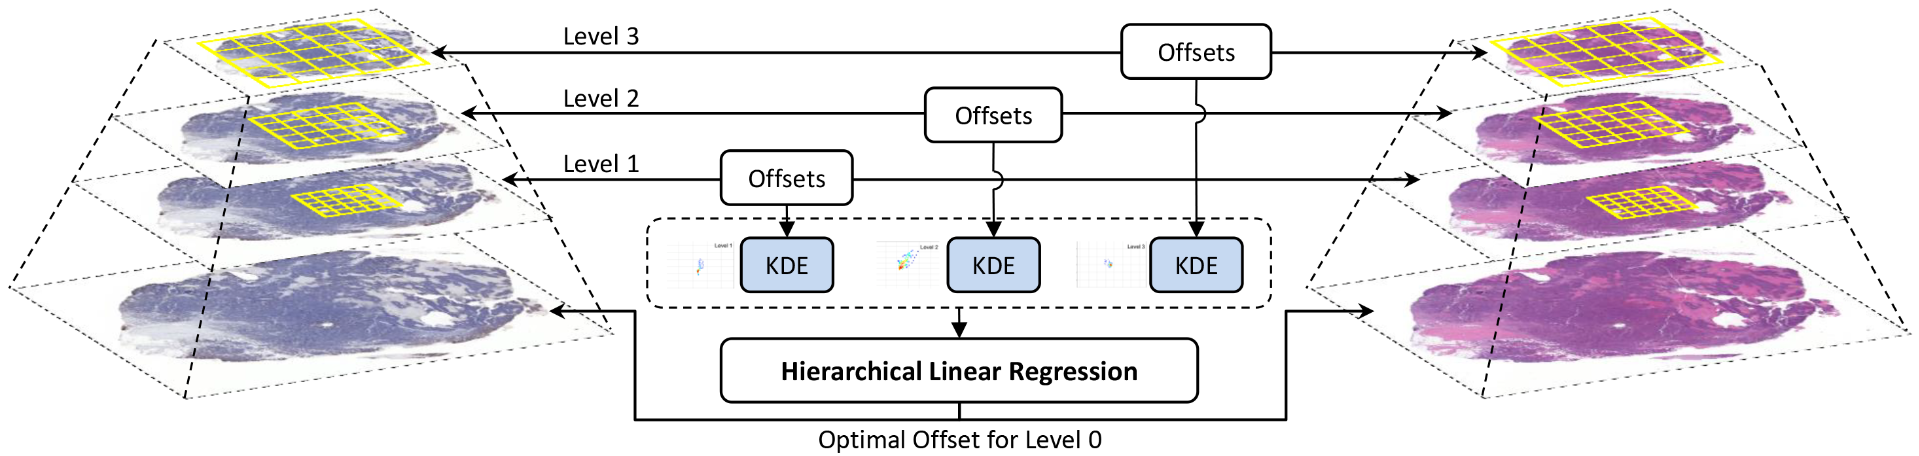 Level 3
Offsets
Level 2
Offsets
Level 1
Offsets
Level 1
KDE
Level 2
KDE
Level 3
KDE
Hierarchical Linear Regression
Optimal Offset for Level 0